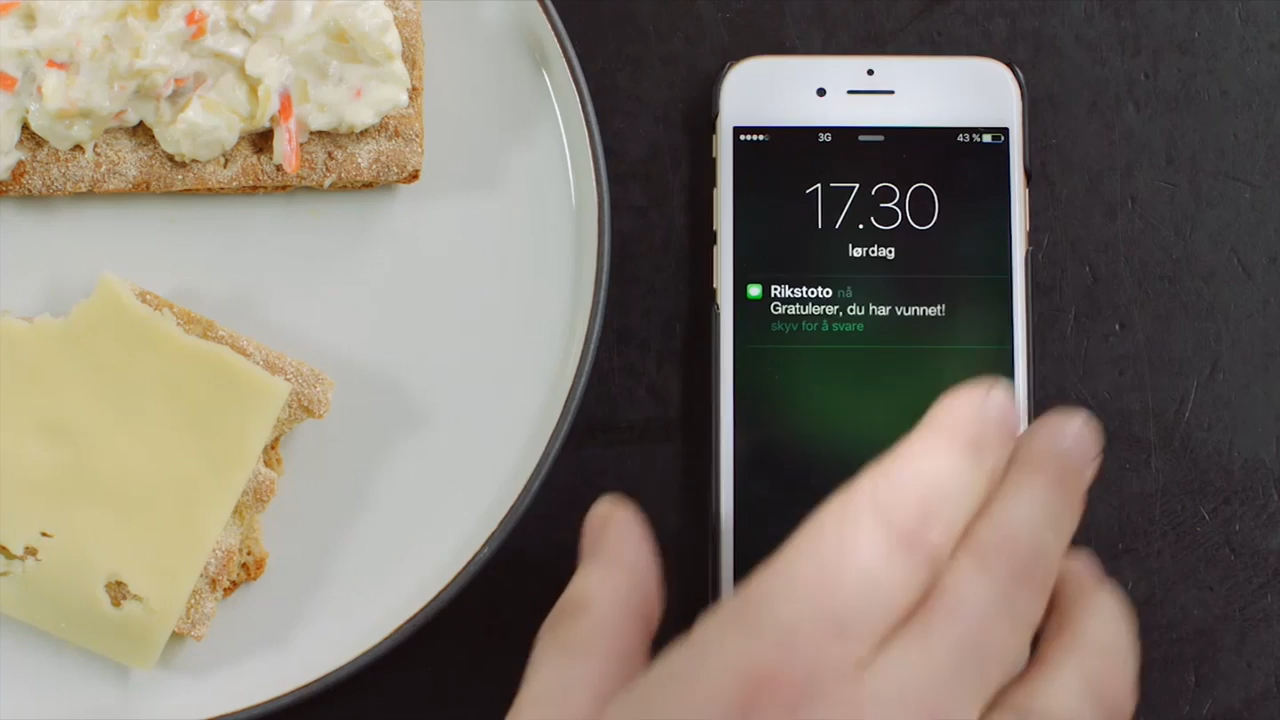 3G 43 %
17.30
lørdag
Rikstoto nå
Gratulerer, du har vunnet!
skyv for å svare